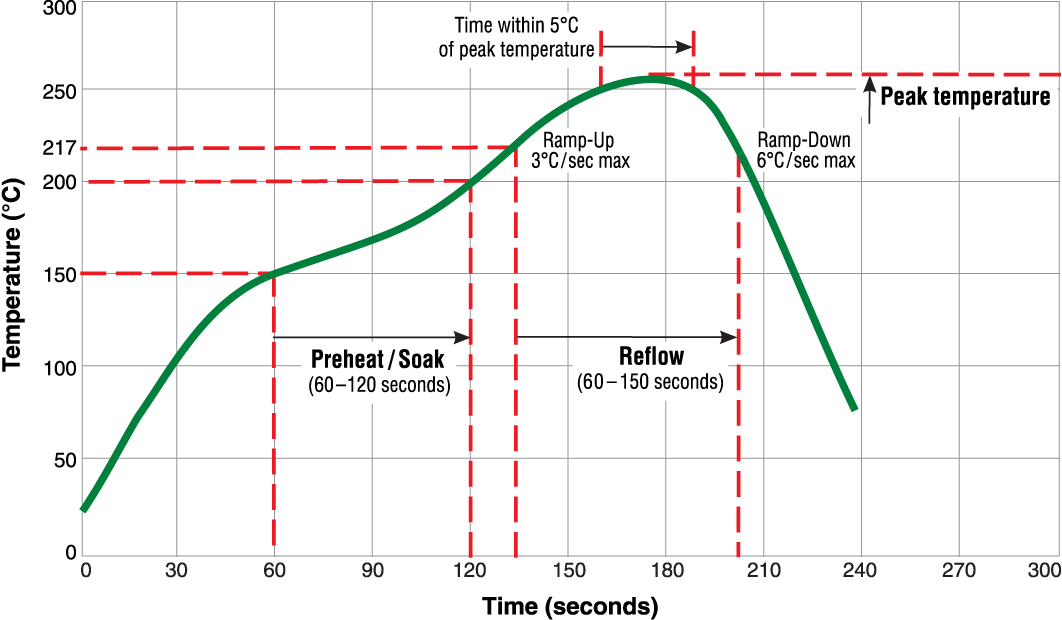 300
Time within 5°C
of peak temperature
250
Peak temperature
217
Ramp-Up
3°C/sec max
Ramp-Down
6°C/sec max
200
Temperature (°C)
150
Preheat / Soak
(60–120 seconds)
Reflow
(60–150 seconds)
100
50
0
0 30 60 90 120 150 180 210 240 270 300
Time (seconds)